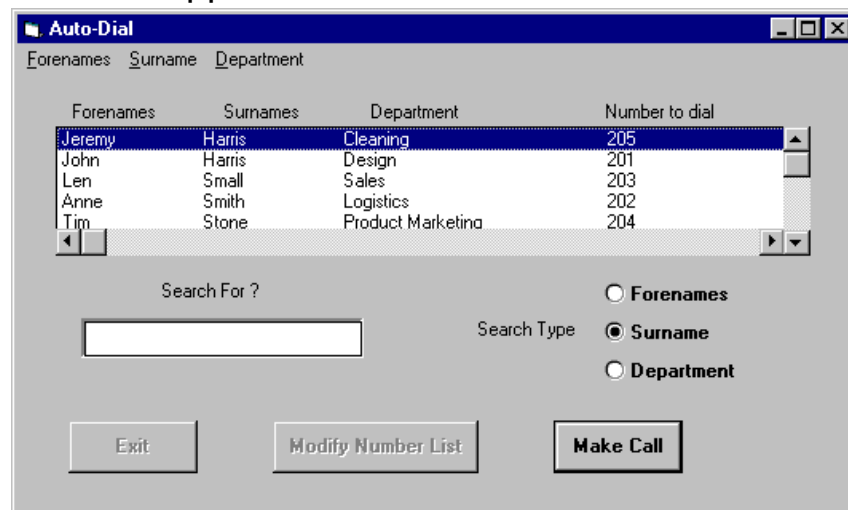 Auto-Dial
Forenames Surname Department
Forenames Surnames Department Number to dial
Jeremy Harris Cleaning 205
John Harris Design 201
Len Small Sales 203
Anne Smith Logistics 202
Tim Stone Product Marketing 204
Search For ?
Forenames
Search Type Surname
Department
Exit Modify Number List Make Call